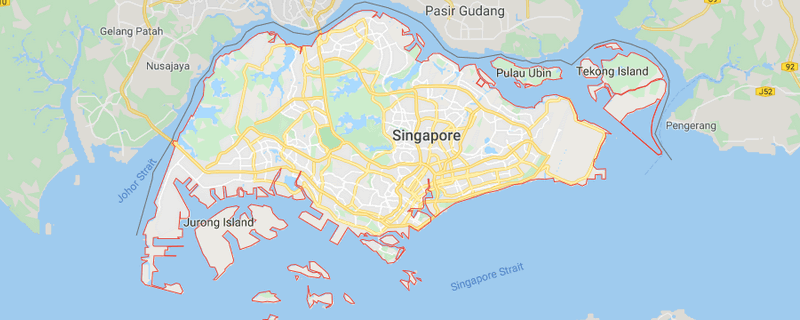 Pasir Gudang
Gelang Patah
Nusajaya
Pulau Ubin
Tekong Island
92
J52
Pengerang
Singapore
Johor Strait
Jurong Island
Singapore Strait